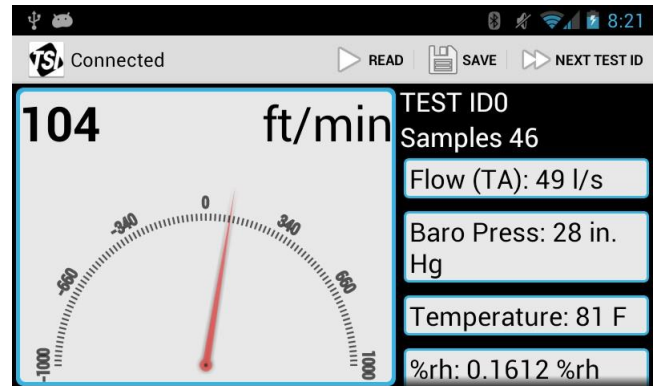 8:21
TSI Connected
READ
SAVE
NEXT TEST ID
104 ft/min
TEST ID0
Samples 46
Flow (TA): 49 l/s
Baro Press: 28 in.
Hg
Temperature: 81 F
%rh: 0.1612 %rh
-1000
-660
-340
0
340
660
1000